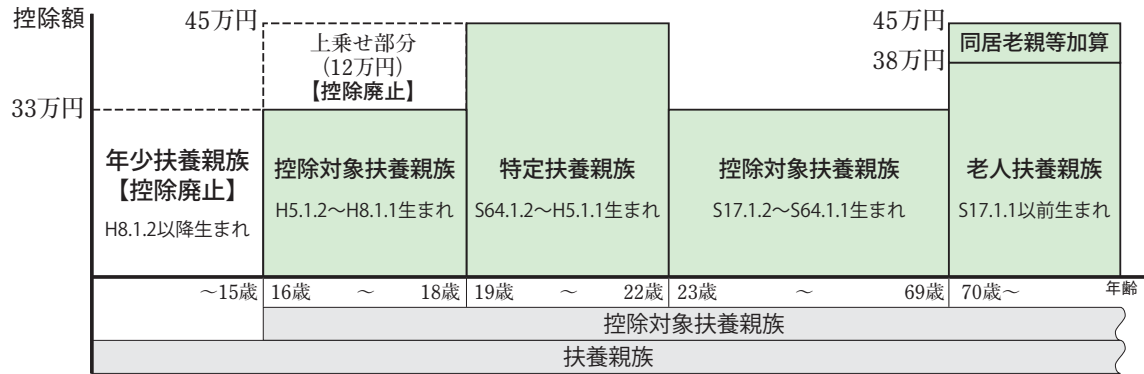 控除額
45万円
33万円
上乗せ部分
(12万円)
【控除廃止】
45万円
38万円
同居老親等加算
年少扶養親族
【控除廃止】
H8.1.2以降生まれ
控除対象扶養親族
H5.1.2〜H8.1.1生まれ
特定扶養親族
S64.1.2〜H5.1.1生まれ
控除対象扶養親族
S17.1.2〜S64.1.1生まれ
老人扶養親族
S17.1.1以前生まれ
〜15歳 16歳 〜 18歳 19歳 〜 22歳 23歳 〜 69歳 70歳〜 年齢
控除対象扶養親族
扶養親族